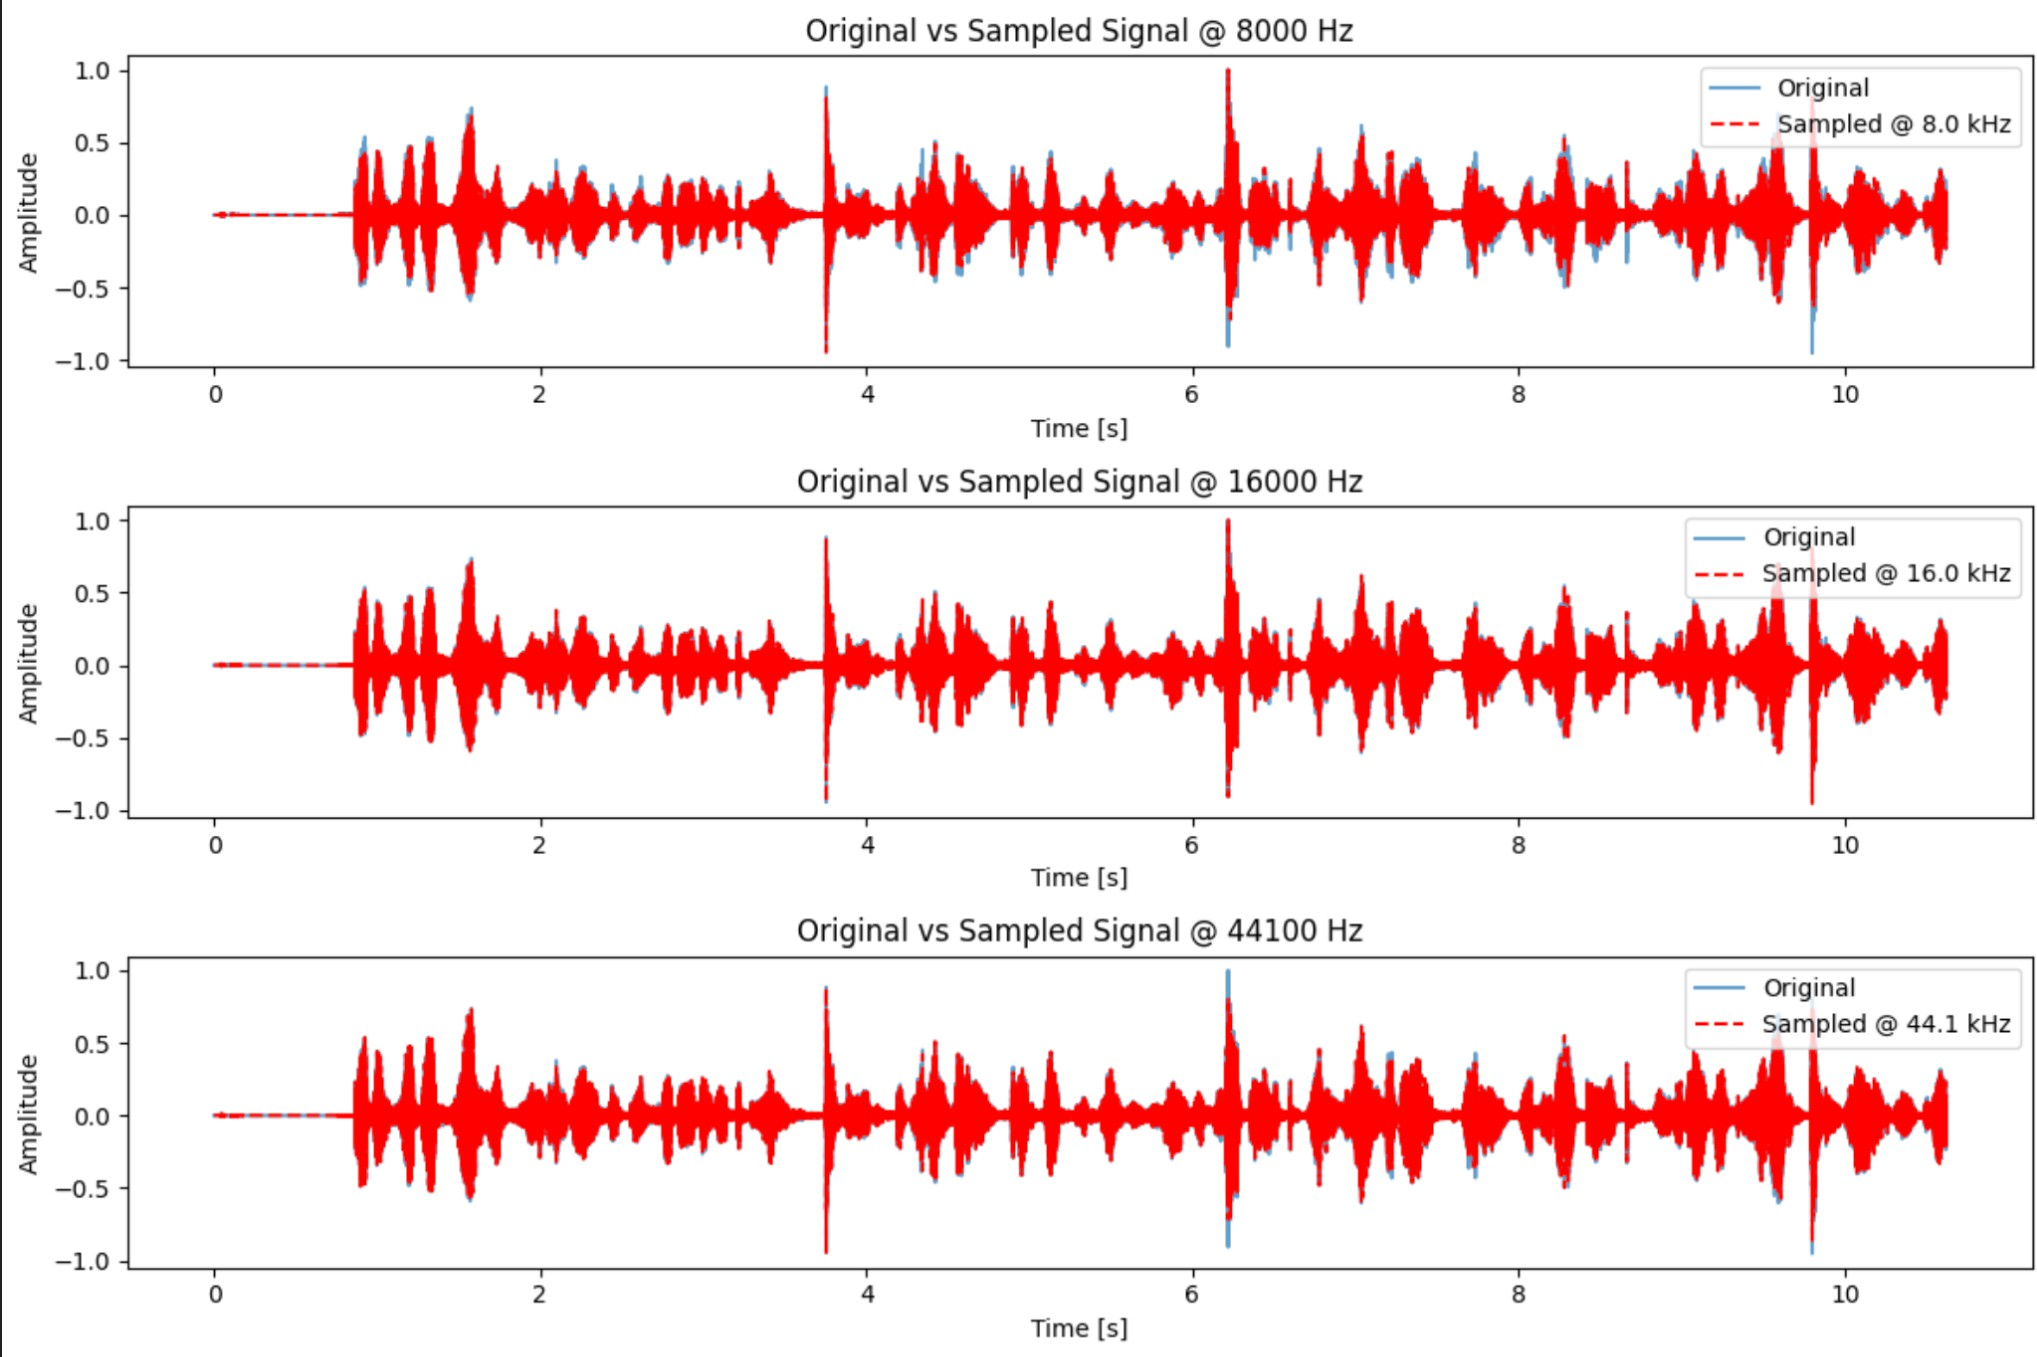 Original vs Sampled Signal @ 8000 Hz
1.0
0.5
0.0
−0.5
−1.0
Amplitude
Original
Sampled @ 8.0 kHz
0 2 4 6 8 10
Time [s]
Original vs Sampled Signal @ 16000 Hz
1.0
0.5
0.0
−0.5
−1.0
Amplitude
Original
Sampled @ 16.0 kHz
0 2 4 6 8 10
Time [s]
Original vs Sampled Signal @ 44100 Hz
1.0
0.5
0.0
−0.5
−1.0
Amplitude
Original
Sampled @ 44.1 kHz
0 2 4 6 8 10
Time [s]